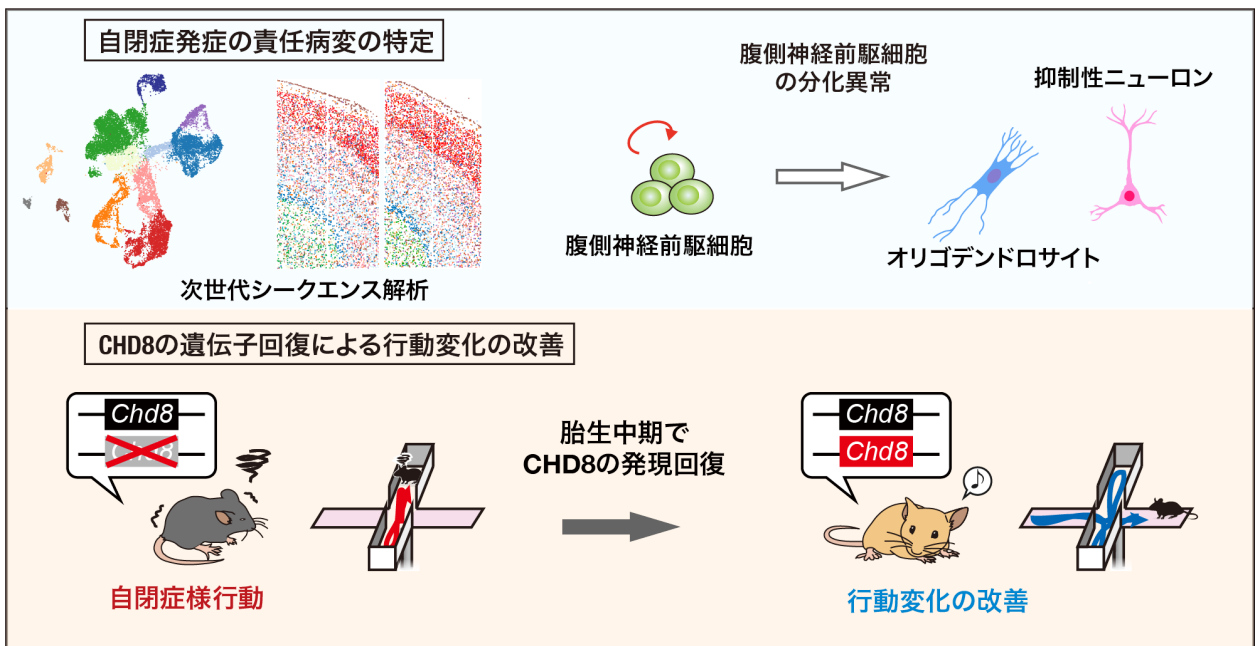 自閉症発症の責任病変の特定
腹側神経前駆細胞
の分化異常
抑制性ニューロン
腹側神経前駆細胞
オリゴデンドロサイト
次世代シークエンス解析
CHD8の遺伝子回復による行動変化の改善
Chd8
Chd8
胎生中期で
CHD8の発現回復
Chd8
Chd8
自閉症様行動
行動変化の改善